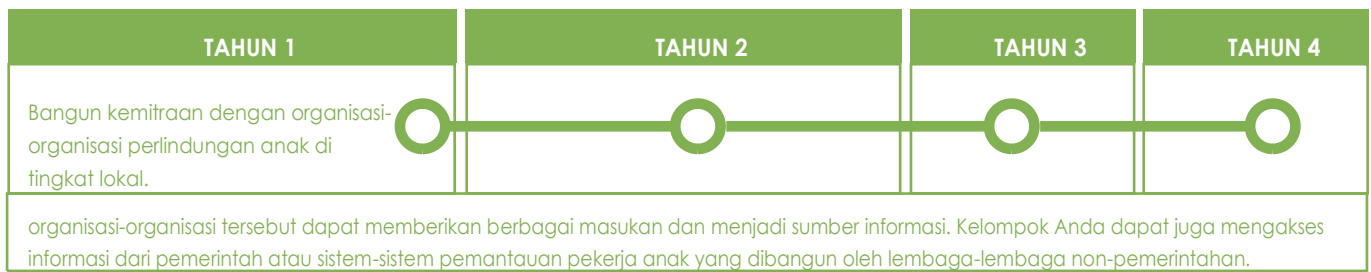 TAHUN 1
TAHUN 2
TAHUN 3
TAHUN 4
Bangun kemitraan dengan organisasi-
organisasi perlindungan anak di
tingkat lokal.
organisasi-organisasi tersebut dapat memberikan berbagai masukan dan menjadi sumber informasi. Kelompok Anda dapat juga mengakses
informasi dari pemerintah atau sistem-sistem pemantauan pekerja anak yang dibangun oleh lembaga-lembaga non-pemerintahan.